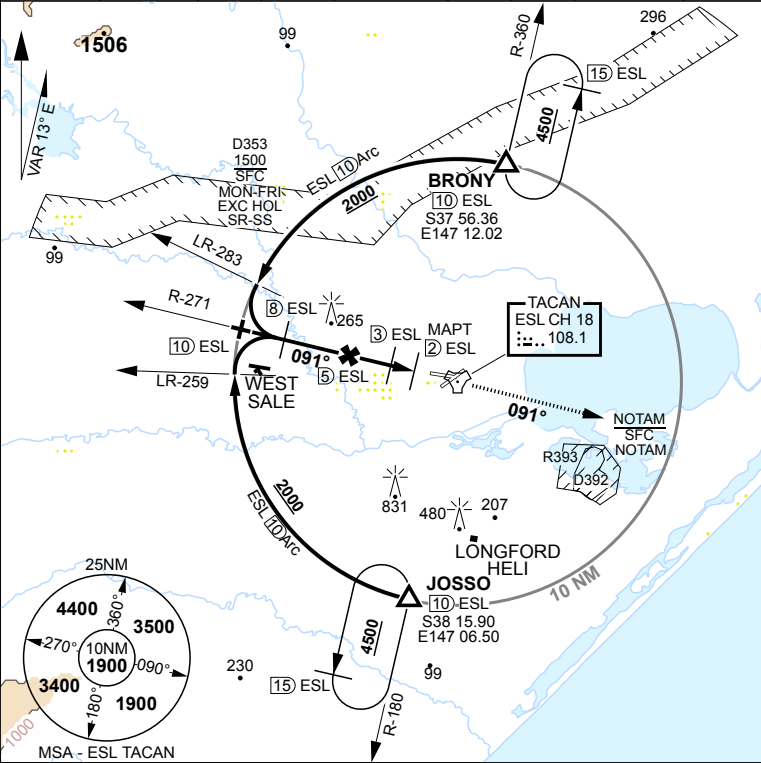 1506
99
R-360
296
15 ESL
4500
VAR 13° E
D353
1500
SFC
MON-FRI
EXC HOL
SR-SS
ESL 10 Arc
2000
BRONY
10 ESL
S37 56.36
E147 12.02
99
LR-283
R-271
8 ESL
265
3 ESL
MAPT
2 ESL
TACAN
ESL CH 18
108.1
10 ESL
091°
5 ESL
LR-259
WEST
SALE
091°
NOTAM
SFC
NOTAM
R393
D392
2000
ESL 10 Arc
831
480
207
LONGFORD
HELI
10 NM
JOSSO
10 ESL
S38 15.90
E147 06.50
4500
15 ESL
230
99
R-180
25NM
4400
360°
3500
270°
10NM
1900
090°
3400
180°
1900
1000
MSA - ESL TACAN